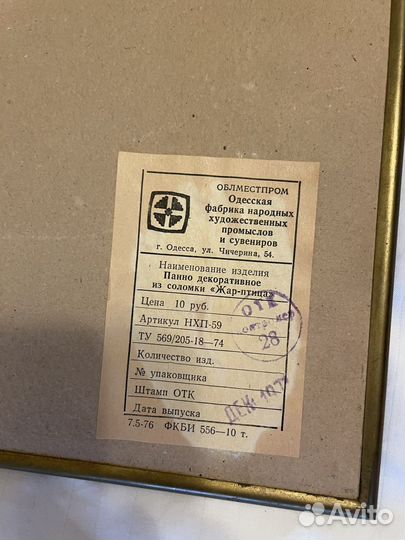 ОБЛМЕСТПРОМ
Одесская
фабрика народных
художественных
промыслов
и сувениров
г. Одесса, ул. Чичерина, 54.
Наименование изделия
Панно декоративное
из соломки «Жар-птица»
Цена 10 руб.
Артикул НХП-59
ТУ 569/205-18—74
Количество изд.
№ упаковщика
Штамп ОТК
Дата выпуска
7.5-76 ФКБИ 556—10 т.
ОТК
28
ДЕК
Avito